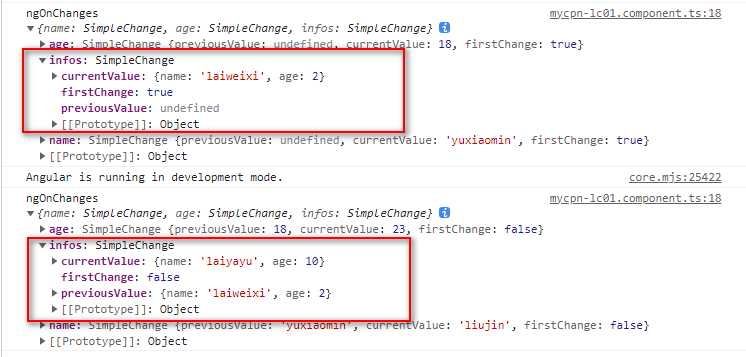 ngOnChanges mycpn-lc01.component.ts:18
▼{name: SimpleChange, age: SimpleChange, infos: SimpleChange} i
▶age: SimpleChange {previousValue: undefined, currentValue: 18, firstChange: true}
▼infos: SimpleChange
▶currentValue: {name: 'laiweixi', age: 2}
firstChange: true
previousValue: undefined
▶[[Prototype]]: Object
▶name: SimpleChange {previousValue: undefined, currentValue: 'yuxiaomin', firstChange: true}
▶[[Prototype]]: Object
Angular is running in development mode. core.mjs:25422
ngOnChanges mycpn-lc01.component.ts:18
▼{name: SimpleChange, age: SimpleChange, infos: SimpleChange} i
▶age: SimpleChange {previousValue: 18, currentValue: 23, firstChange: false}
▼infos: SimpleChange
▶currentValue: {name: 'laiyayu', age: 10}
firstChange: false
▶previousValue: {name: 'laiweixi', age: 2}
▶[[Prototype]]: Object
▶name: SimpleChange {previousValue: 'yuxiaomin', currentValue: 'liujin', firstChange: false}
▶[[Prototype]]: Object